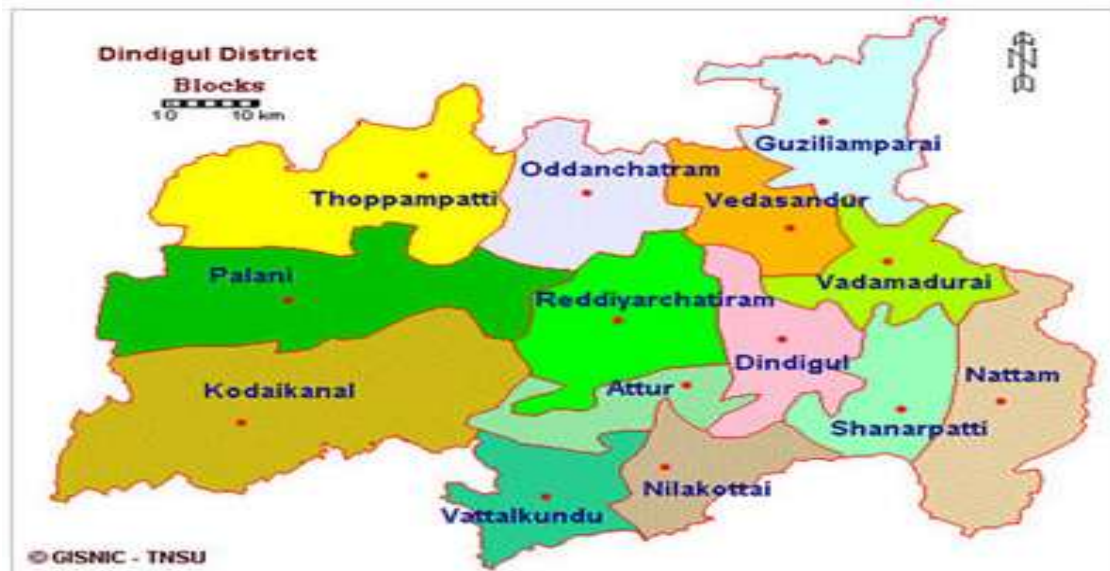 Dindigul District
Blocks
10 10 km
N
Guziliamparai
Oddanchatram
Thoppampatti
Vedasandur
Palani
Vadamadurai
Reddiyarchatiram
Dindigul
Nattam
Kodaikanal
Attur
Shanarpatti
Nilakottai
Vattalkundu
© GISNIC - TNSU